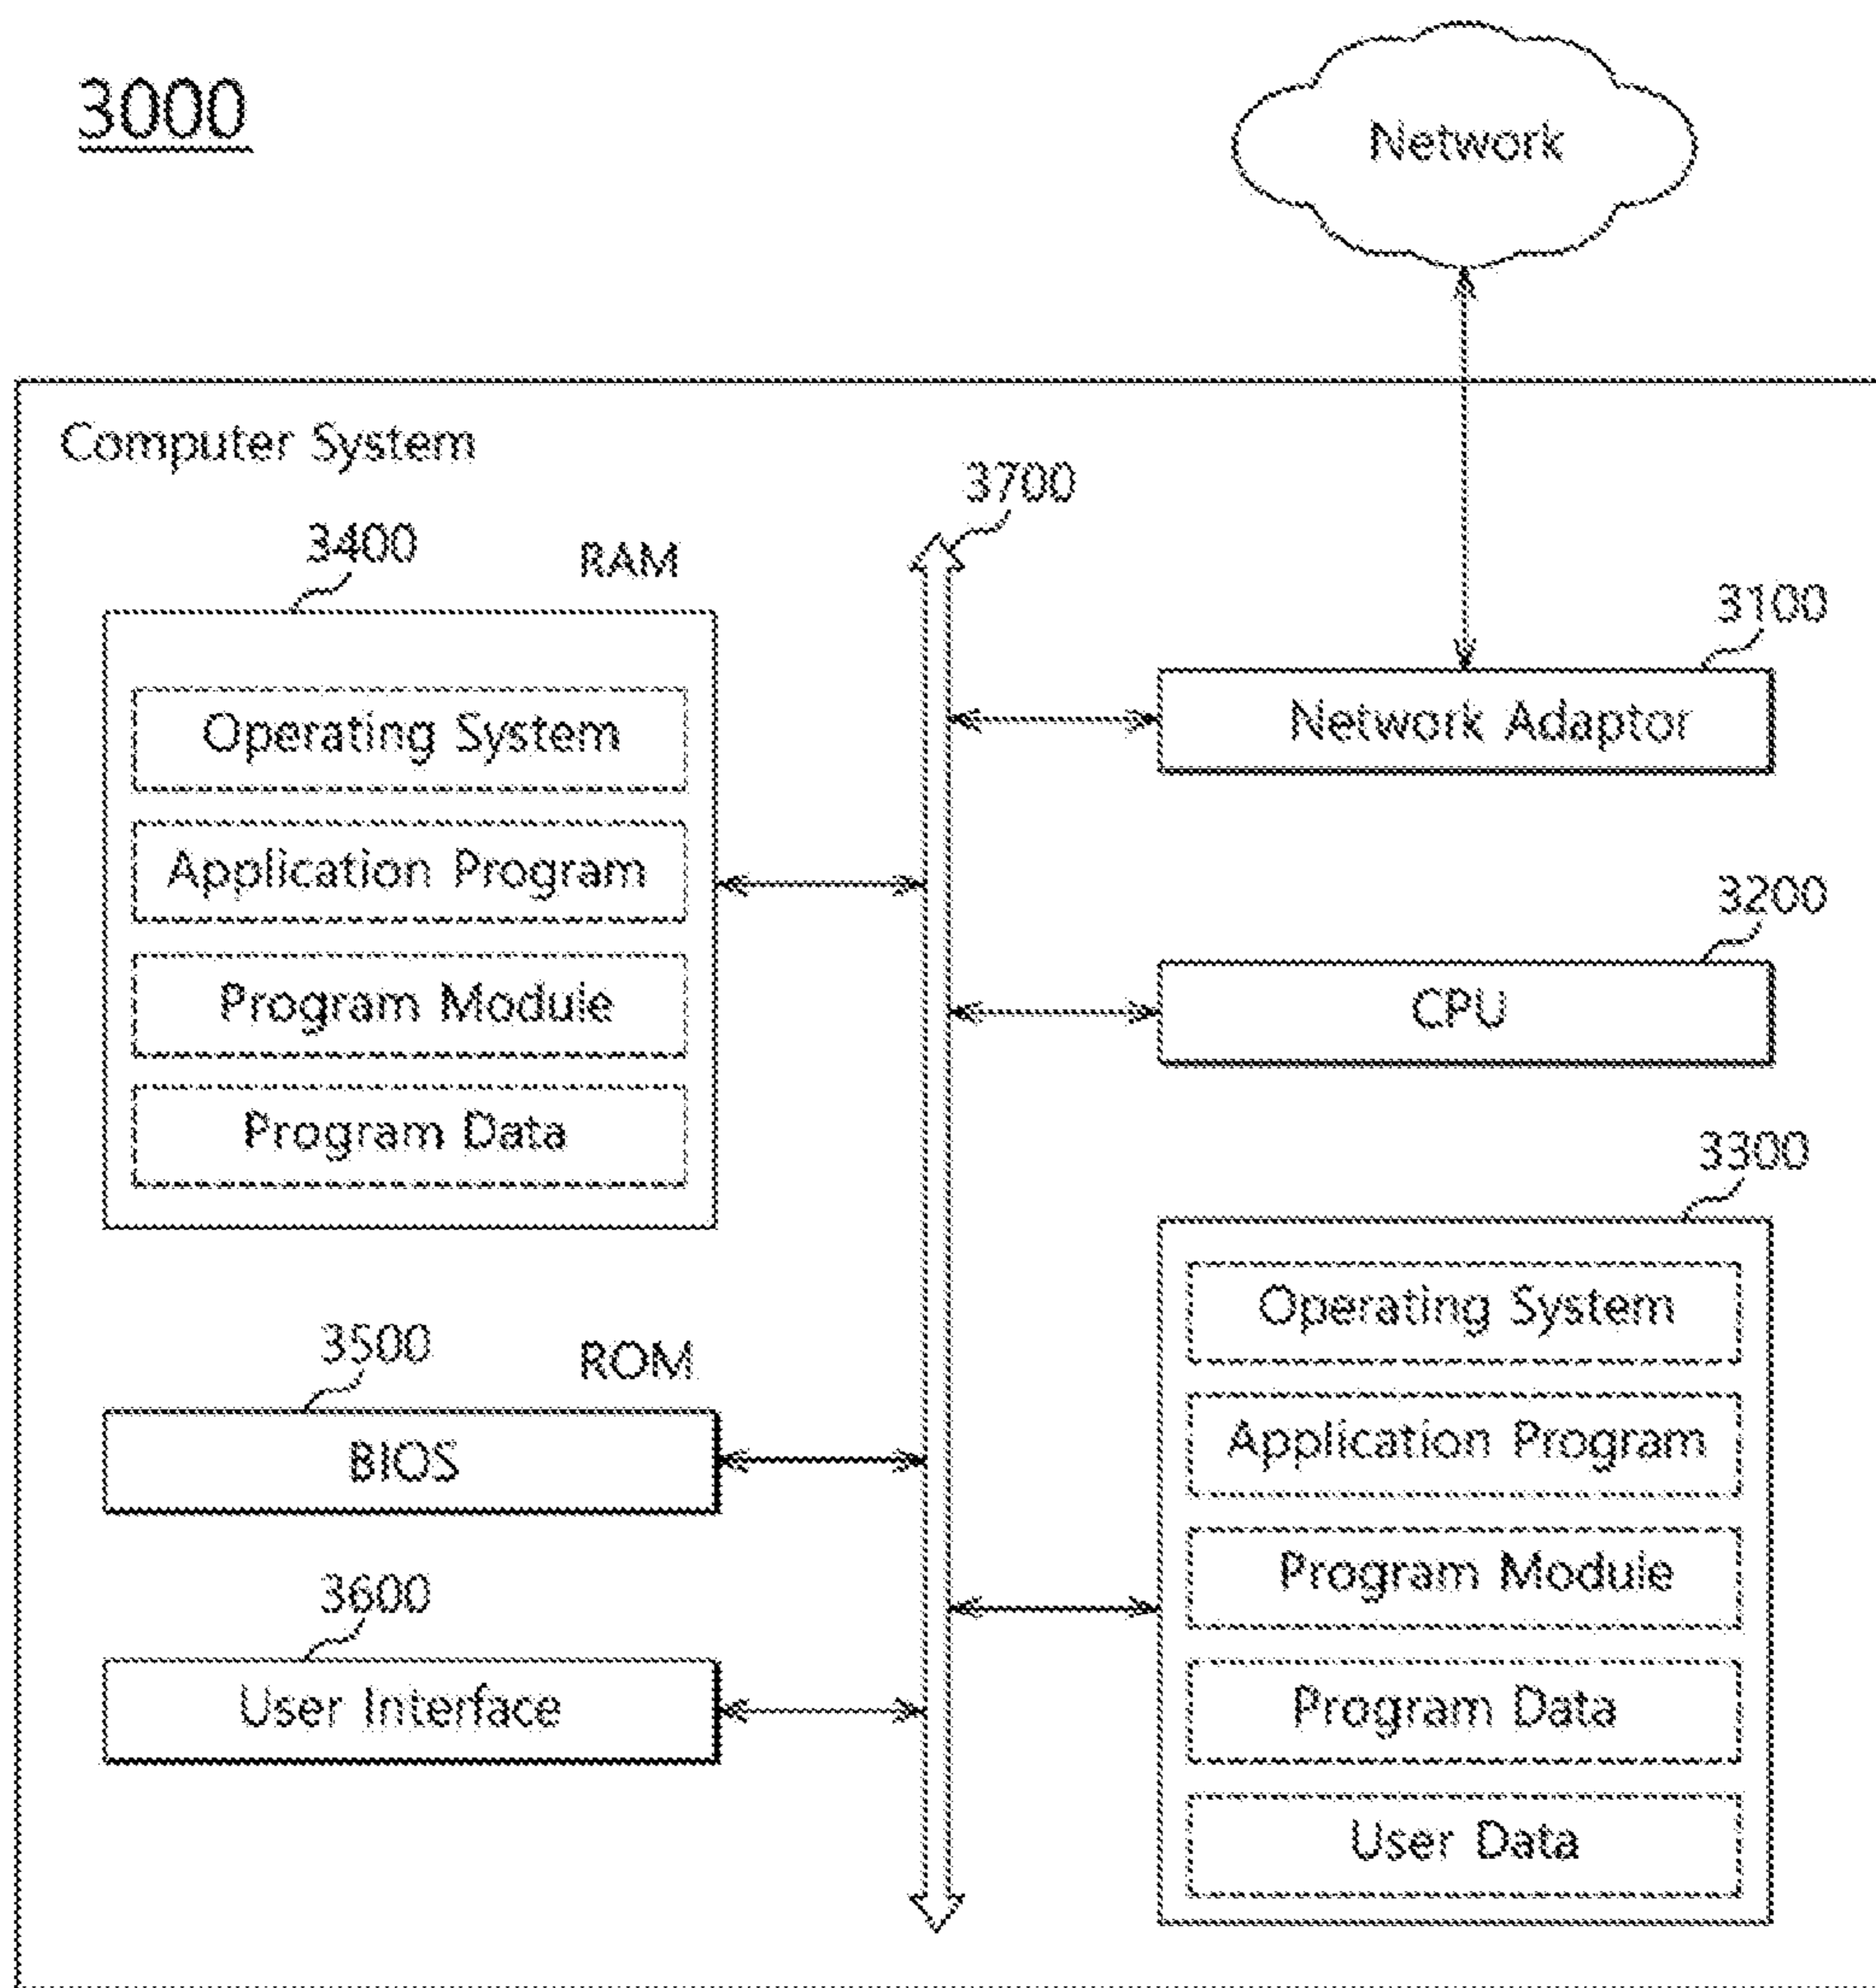 3000
Network
Computer System
3700
3400
RAM
Operating System
Application Program
Program Module
Program Data
3500
ROM
BIOS
3600
User Interface
3100
Network Adaptor
3200
CPU
3300
Operating System
Application Program
Program Module
Program Data
User Data